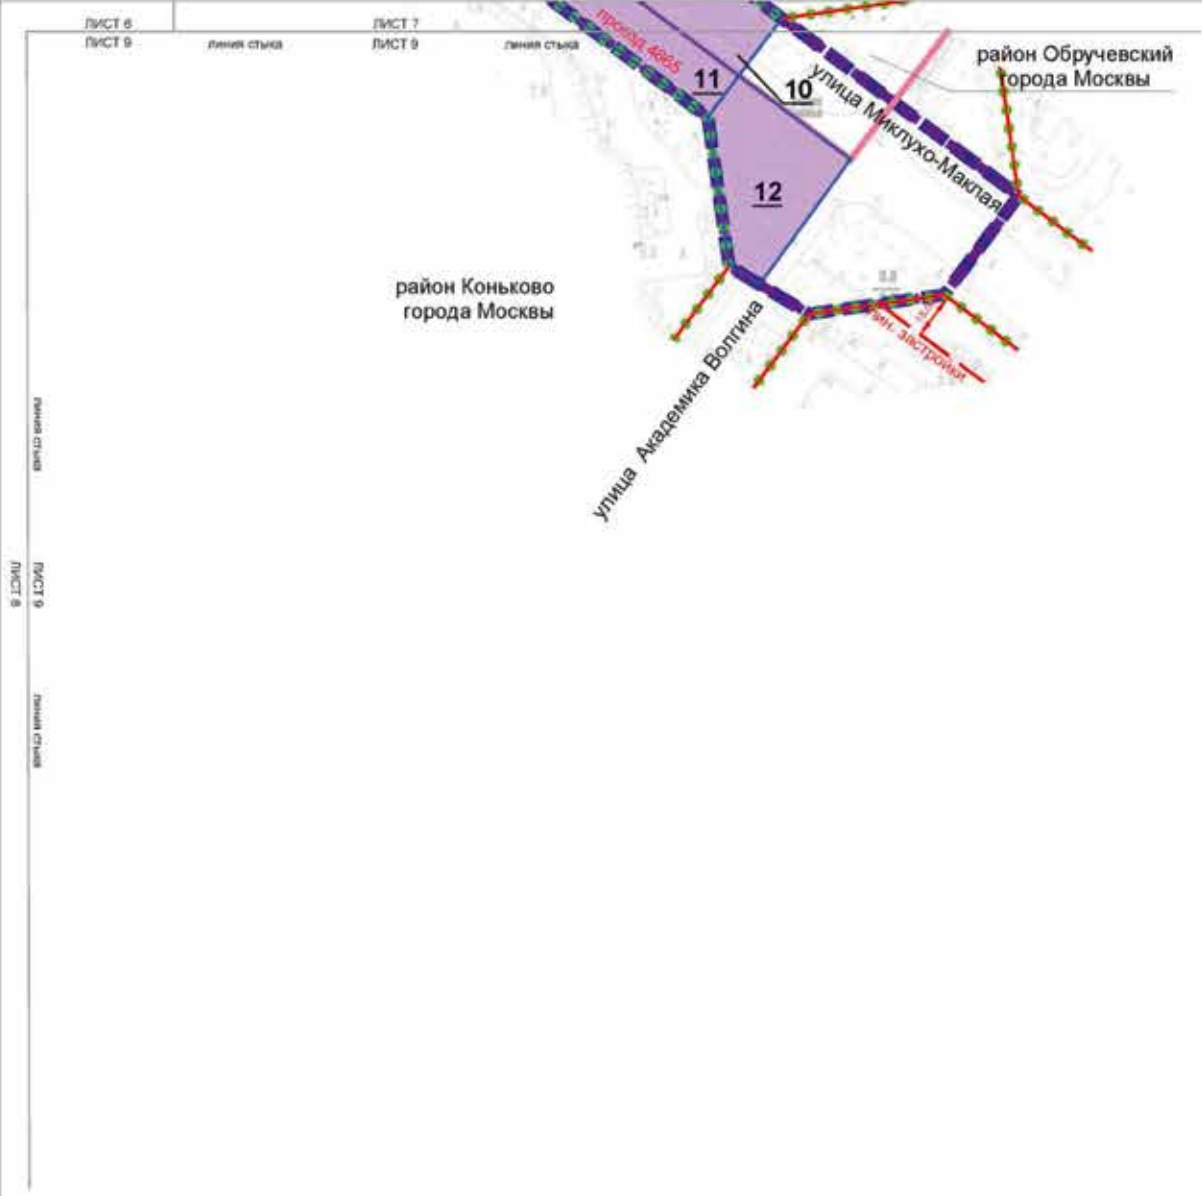 ЛИСТ 6
ЛИСТ 7
ЛИСТ 9
линия стыка
ЛИСТ 9
линия стыка
проезд 4865
11
10
улица Миклухо-Маклая
район Обручевский
города Москвы
12
район Коньково
города Москвы
лин. застройки
улица Академика Волгина
линия стыка
ЛИСТ 8
ЛИСТ 9
линия стыка